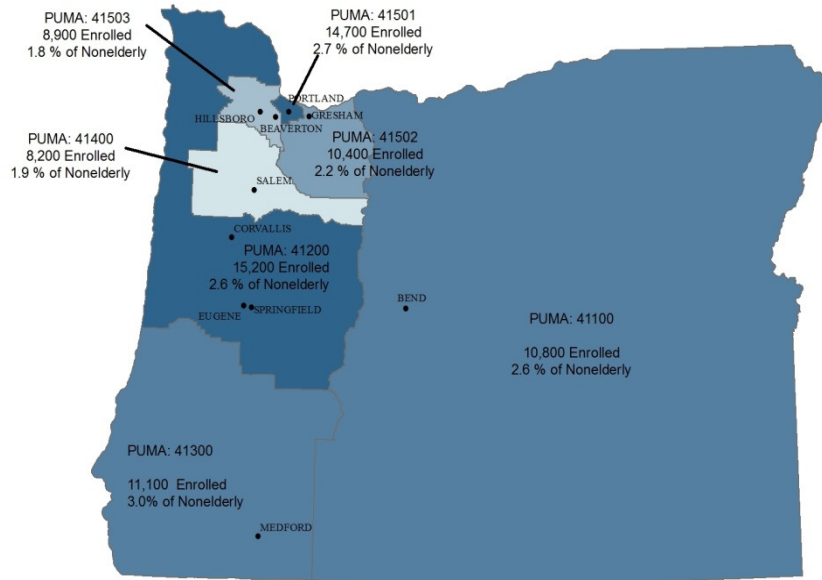 PUMA: 41503
8,900 Enrolled
1.8 % of Nonelderly
PUMA: 41501
14,700 Enrolled
2.7 % of Nonelderly
PORTLAND
HILLSBORO
GRESHAM
BEAVERTON
PUMA: 41502
10,400 Enrolled
2.2 % of Nonelderly
PUMA: 41400
8,200 Enrolled
1.9 % of Nonelderly
SALEM
CORVALLIS
PUMA: 41200
15,200 Enrolled
2.6 % of Nonelderly
EUGENE
SPRINGFIELD
BEND
PUMA: 41100
10,800 Enrolled
2.6 % of Nonelderly
PUMA: 41300
11,100 Enrolled
3.0% of Nonelderly
MEDFORD